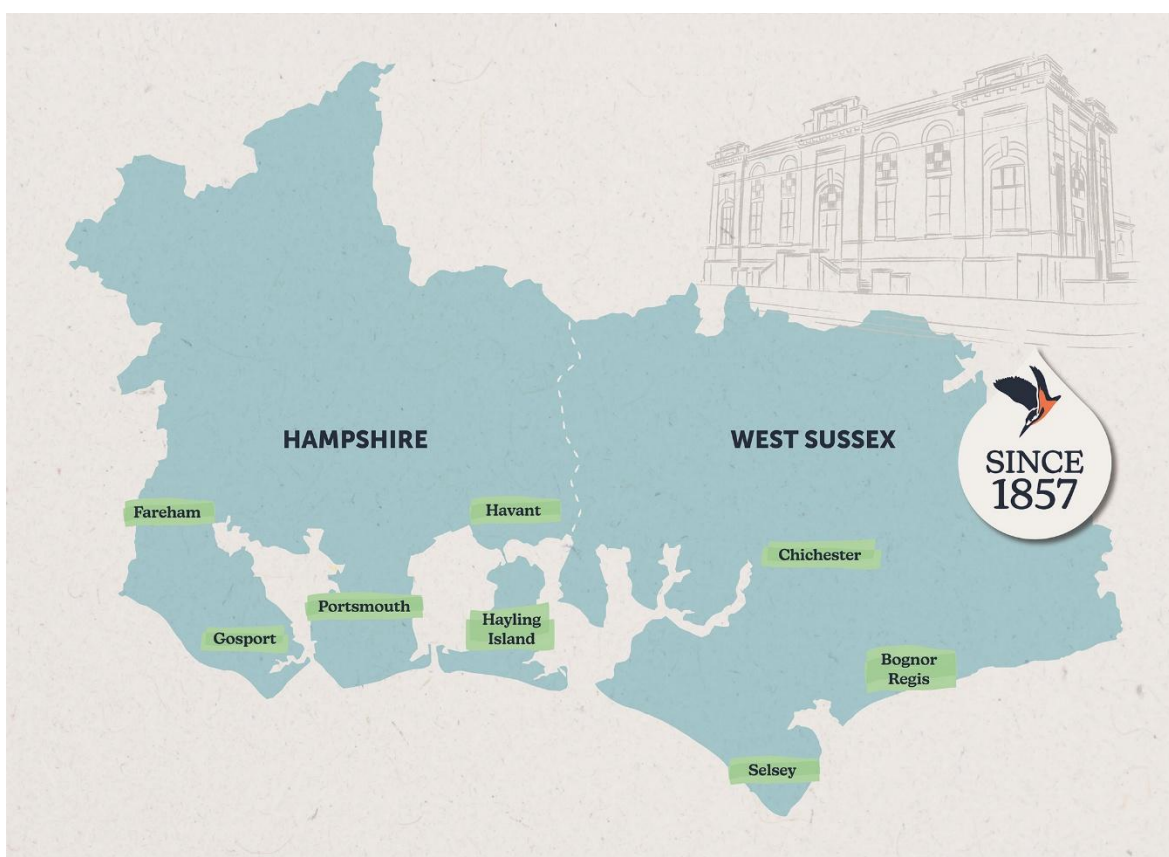 HAMPSHIRE
WEST SUSSEX
SINCE
1857
Fareham
Havant
Chichester
Portsmouth
Hayling
Island
Gosport
Bognor
Regis
Selsey